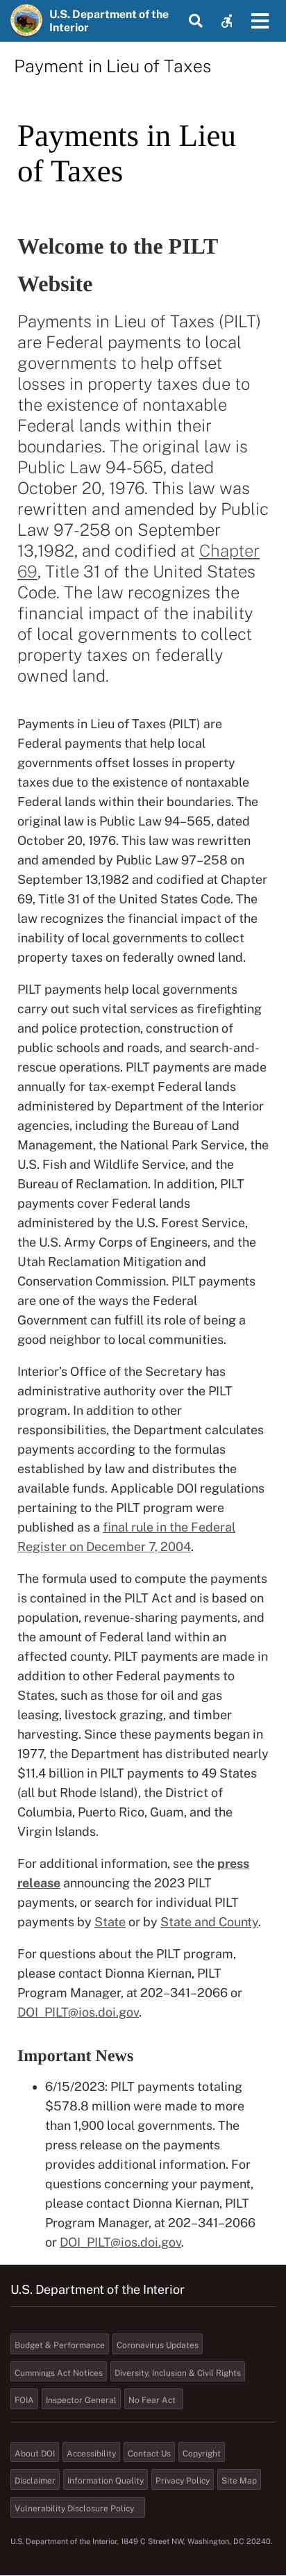 U.S. Department of the
Interior
Payment in Lieu of Taxes
Payments in Lieu
of Taxes
Welcome to the PILT
Website
Payments in Lieu of Taxes (PILT)
are Federal payments to local
governments to help offset
losses in property taxes due to
the existence of nontaxable
Federal lands within their
boundaries. The original law is
Public Law 94-565, dated
October 20, 1976. This law was
rewritten and amended by Public
Law 97-258 on September
13,1982, and codified at Chapter
69, Title 31 of the United States
Code. The law recognizes the
financial impact of the inability
of local governments to collect
property taxes on federally
owned land.
Payments in Lieu of Taxes (PILT) are
Federal payments that help local
governments offset losses in property
taxes due to the existence of nontaxable
Federal lands within their boundaries. The
original law is Public Law 94–565, dated
October 20, 1976. This law was rewritten
and amended by Public Law 97–258 on
September 13,1982 and codified at Chapter
69, Title 31 of the United States Code. The
law recognizes the financial impact of the
inability of local governments to collect
property taxes on federally owned land.
PILT payments help local governments
carry out such vital services as firefighting
and police protection, construction of
public schools and roads, and search-and-
rescue operations. PILT payments are made
annually for tax-exempt Federal lands
administered by Department of the Interior
agencies, including the Bureau of Land
Management, the National Park Service, the
U.S. Fish and Wildlife Service, and the
Bureau of Reclamation. In addition, PILT
payments cover Federal lands
administered by the U.S. Forest Service,
the U.S. Army Corps of Engineers, and the
Utah Reclamation Mitigation and
Conservation Commission. PILT payments
are one of the ways the Federal
Government can fulfill its role of being a
good neighbor to local communities.
Interior's Office of the Secretary has
administrative authority over the PILT
program. In addition to other
responsibilities, the Department calculates
payments according to the formulas
established by law and distributes the
available funds. Applicable DOI regulations
pertaining to the PILT program were
published as a final rule in the Federal
Register on December 7, 2004.
The formula used to compute the payments
is contained in the PILT Act and is based on
population, revenue-sharing payments, and
the amount of Federal land within an
affected county. PILT payments are made in
addition to other Federal payments to
States, such as those for oil and gas
leasing, livestock grazing, and timber
harvesting. Since these payments began in
1977, the Department has distributed nearly
$11.4 billion in PILT payments to 49 States
(all but Rhode Island), the District of
Columbia, Puerto Rico, Guam, and the
Virgin Islands.
For additional information, see the press
release announcing the 2023 PILT
payments, or search for individual PILT
payments by State or by State and County.
For questions about the PILT program,
please contact Dionna Kiernan, PILT
Program Manager, at 202–341–2066 or
DOI_PILT@ios.doi.gov.
Important News
• 6/15/2023: PILT payments totaling
$578.8 million were made to more
than 1,900 local governments. The
press release on the payments
provides additional information. For
questions concerning your payment,
please contact Dionna Kiernan, PILT
Program Manager, at 202–341–2066
or DOI_PILT@ios.doi.gov.
U.S. Department of the Interior
Budget & Performance Coronavirus Updates
Cummings Act Notices Diversity, Inclusion & Civil Rights
FOIA Inspector General No Fear Act
About DOI Accessibility Contact Us Copyright
Disclaimer Information Quality Privacy Policy Site Map
Vulnerability Disclosure Policy
U.S. Department of the Interior, 1849 C Street NW, Washington, DC 20240.